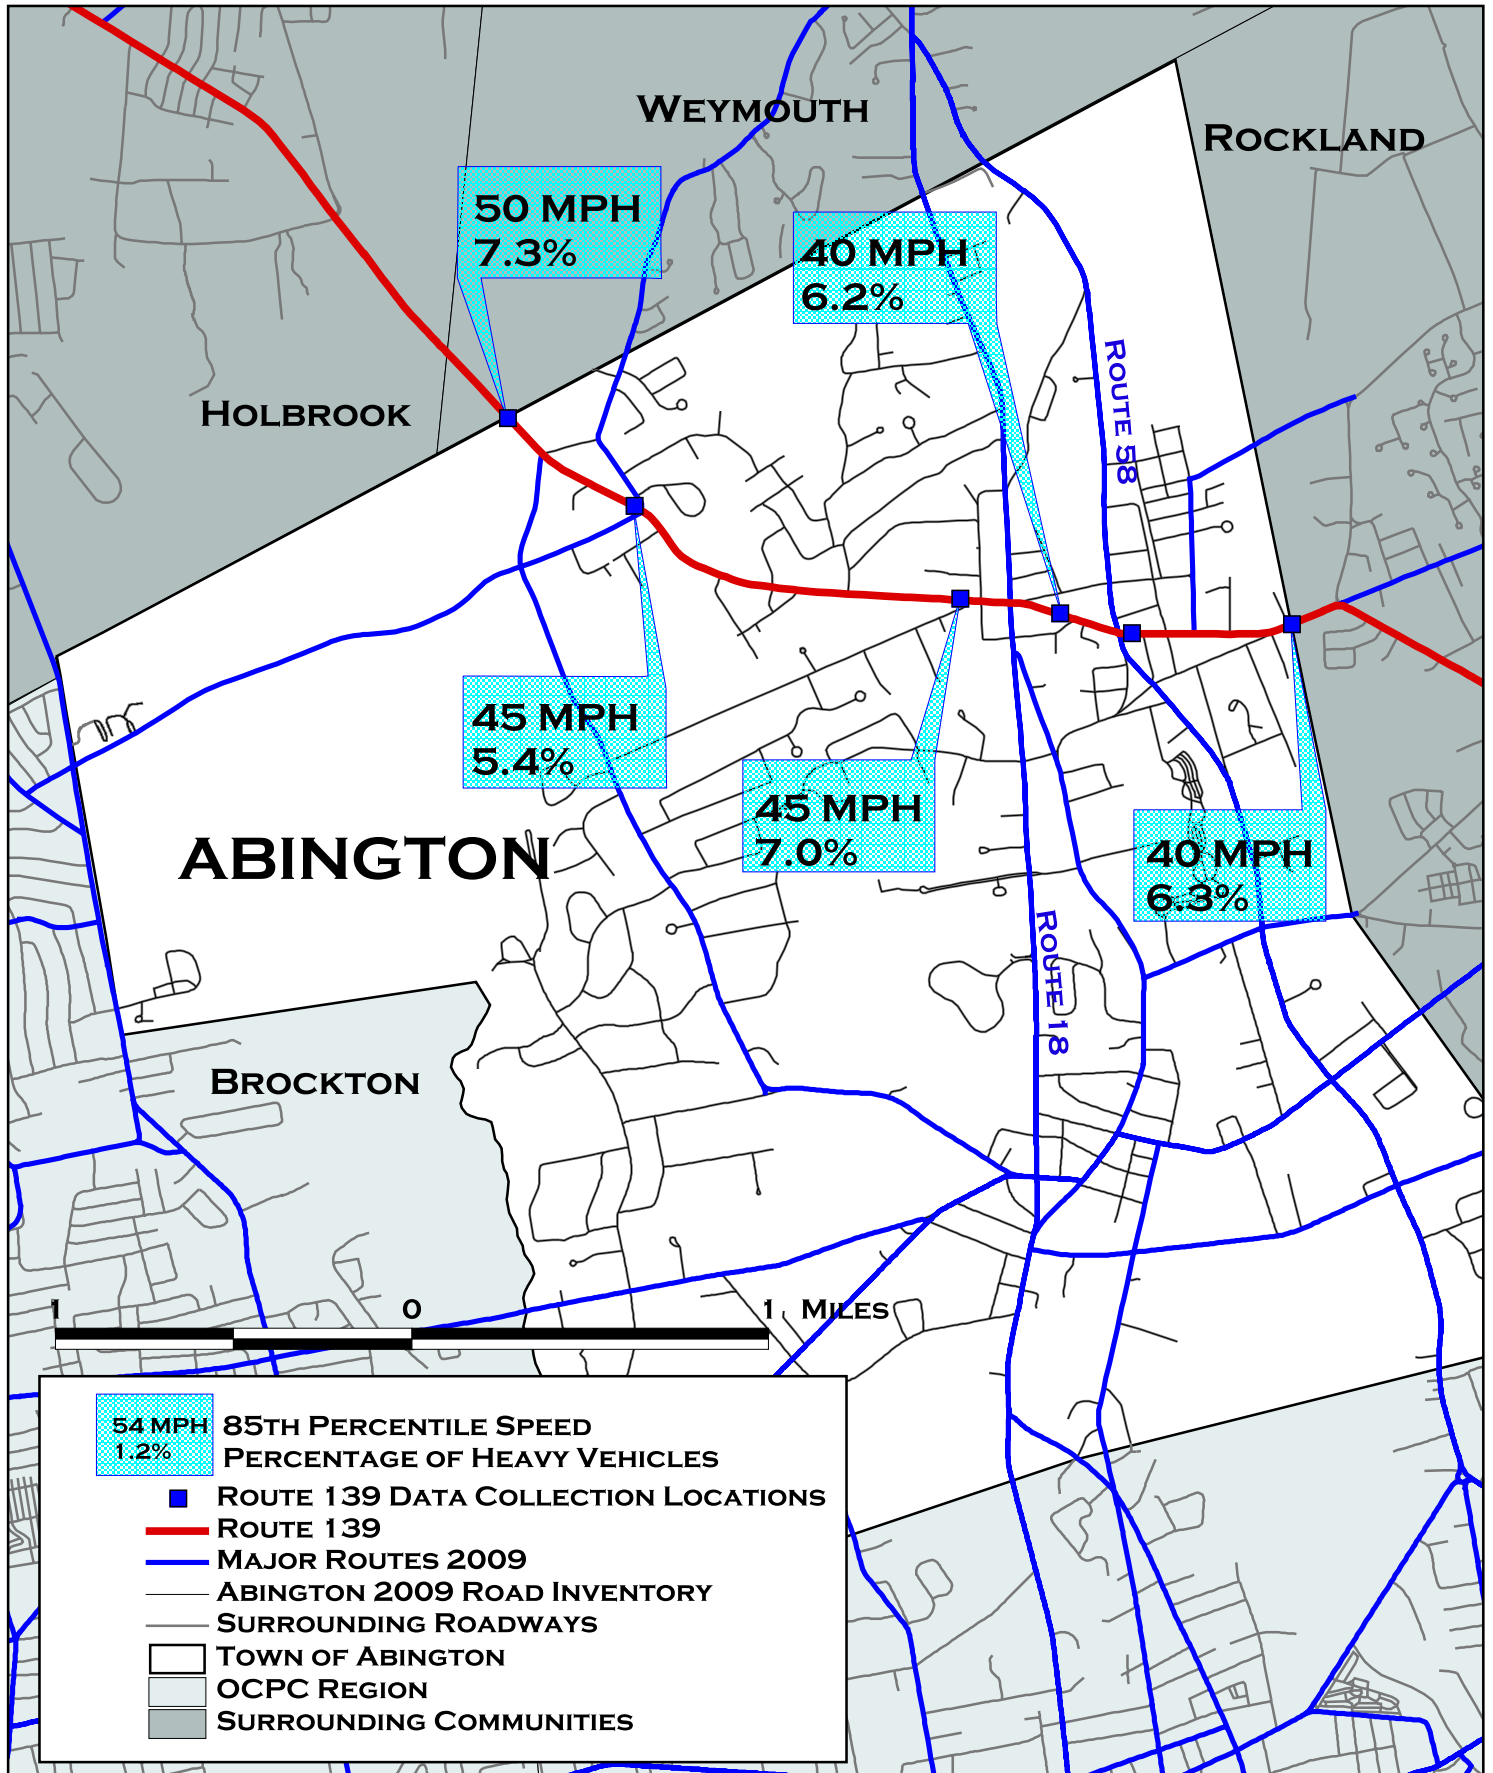 WEYMOUTH
ROCKLAND
50 MPH
7.3%
40 MPH
6.2%
ROUTE 58
HOLBROOK
45 MPH
5.4%
45 MPH
7.0%
40 MPH
6.3%
ABINGTON
ROUTE 18
BROCKTON
1 0 1 MILES
54 MPH
1.2%
85TH PERCENTILE SPEED
PERCENTAGE OF HEAVY VEHICLES
ROUTE 139 DATA COLLECTION LOCATIONS
ROUTE 139
MAJOR ROUTES 2009
ABINGTON 2009 ROAD INVENTORY
SURROUNDING ROADWAYS
TOWN OF ABINGTON
OCPC REGION
SURROUNDING COMMUNITIES